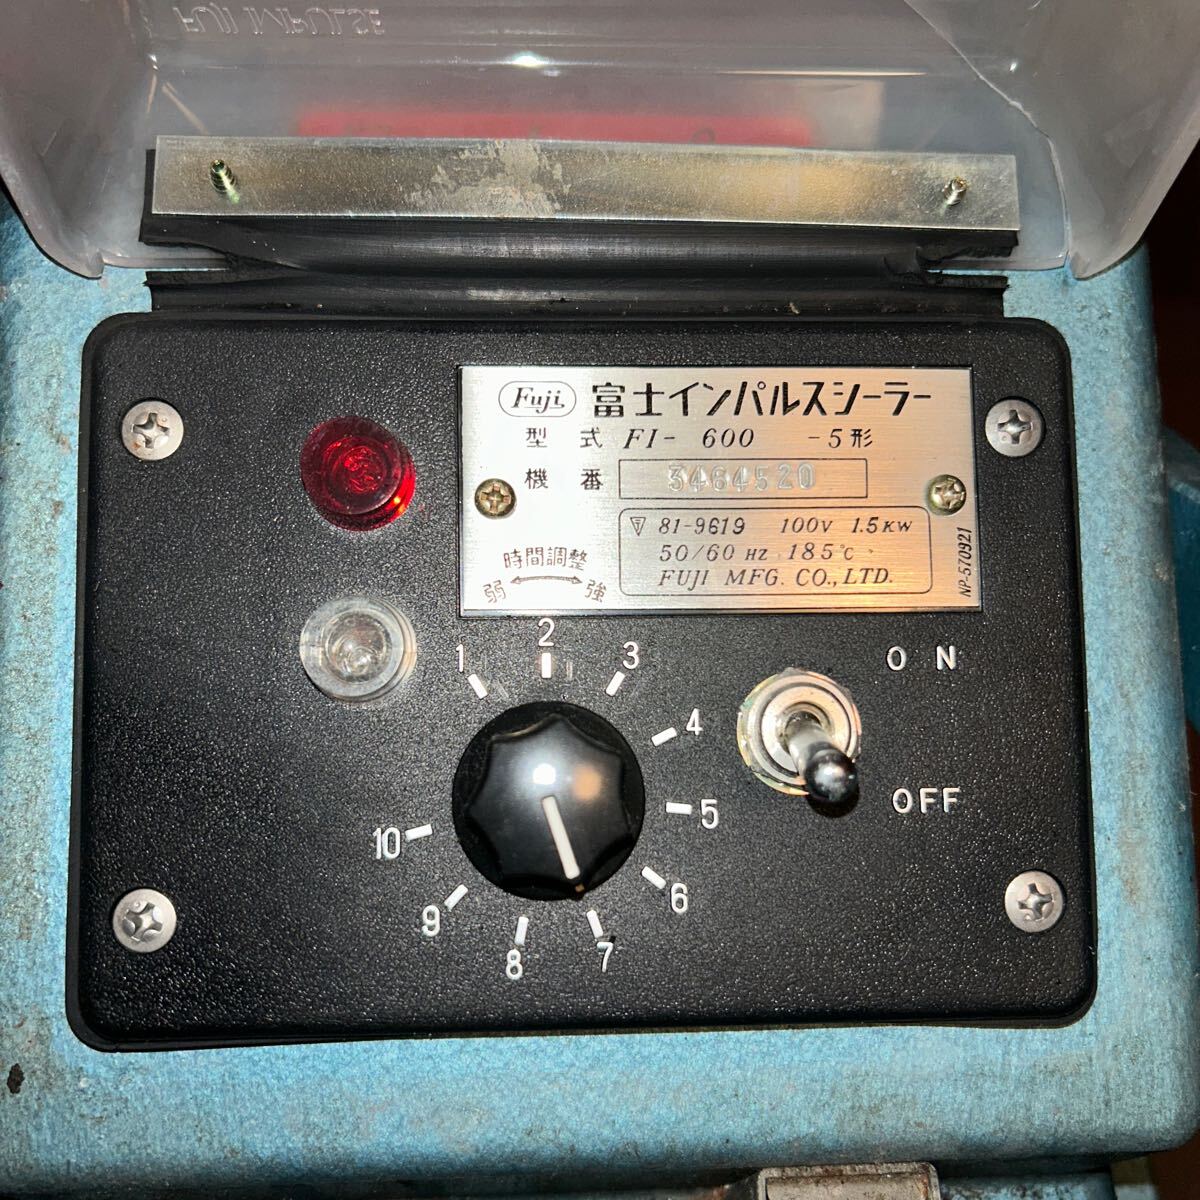 FUJI IMPULSE
Fuji 富士インパルスシーラー
型式 FI- 600 -5形
機番 3464520
▽ 81-9619 100V 1.5KW
50/60 HZ 185℃
FUJI MFG. CO., LTD.
NP-570921
時間調整
弱 強
1
2
3
4
5
6
7
8
9
10
ON
OFF